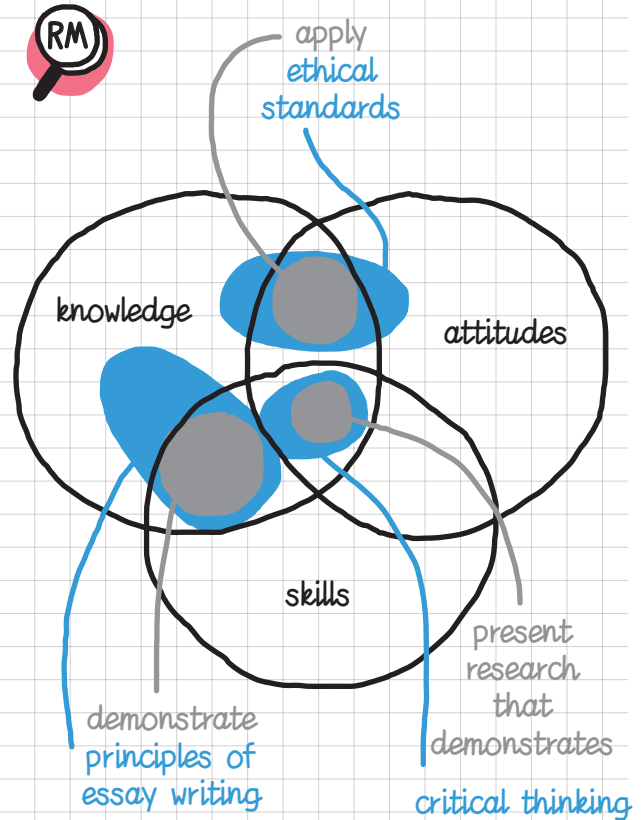 RM
apply
ethical
standards
knowledge
attitudes
skills
present
research
that
demonstrates
demonstrate
principles of
essay writing
critical thinking